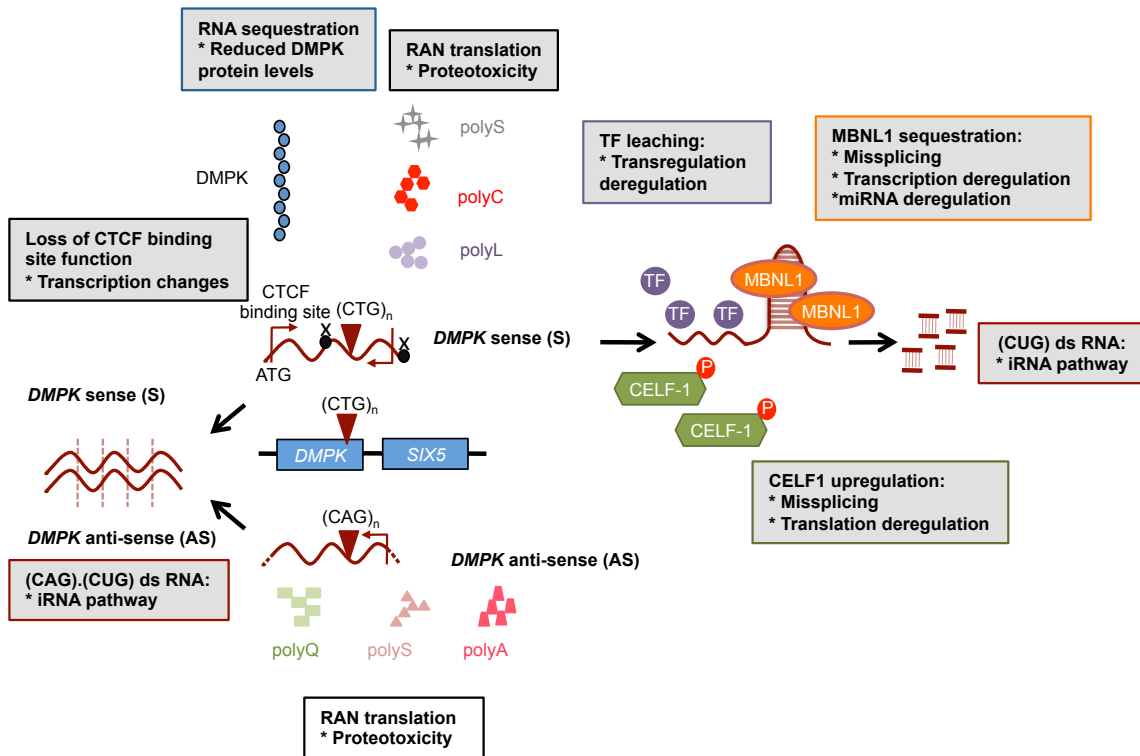 RNA sequestration
* Reduced DMPK
protein levels
RAN translation
* Proteotoxicity
polyS
polyC
polyL
DMPK
TF leaching:
* Transregulation
deregulation
MBNL1 sequestration:
* Missplicing
* Transcription deregulation
*miRNA deregulation
Loss of CTCF binding
site function
* Transcription changes
CTCF
binding site
(CTG)n
X
X
ATG
DMPK sense (S)
TF
TF
TF
MBNL1
MBNL1
P
CELF-1
P
CELF-1
(CUG) ds RNA:
* iRNA pathway
DMPK sense (S)
(CTG)n
DMPK
SIX5
CELF1 upregulation:
* Missplicing
* Translation deregulation
DMPK anti-sense (AS)
(CAG)n
DMPK anti-sense (AS)
(CAG).(CUG) ds RNA:
* iRNA pathway
polyQ
polyS
polyA
RAN translation
* Proteotoxicity